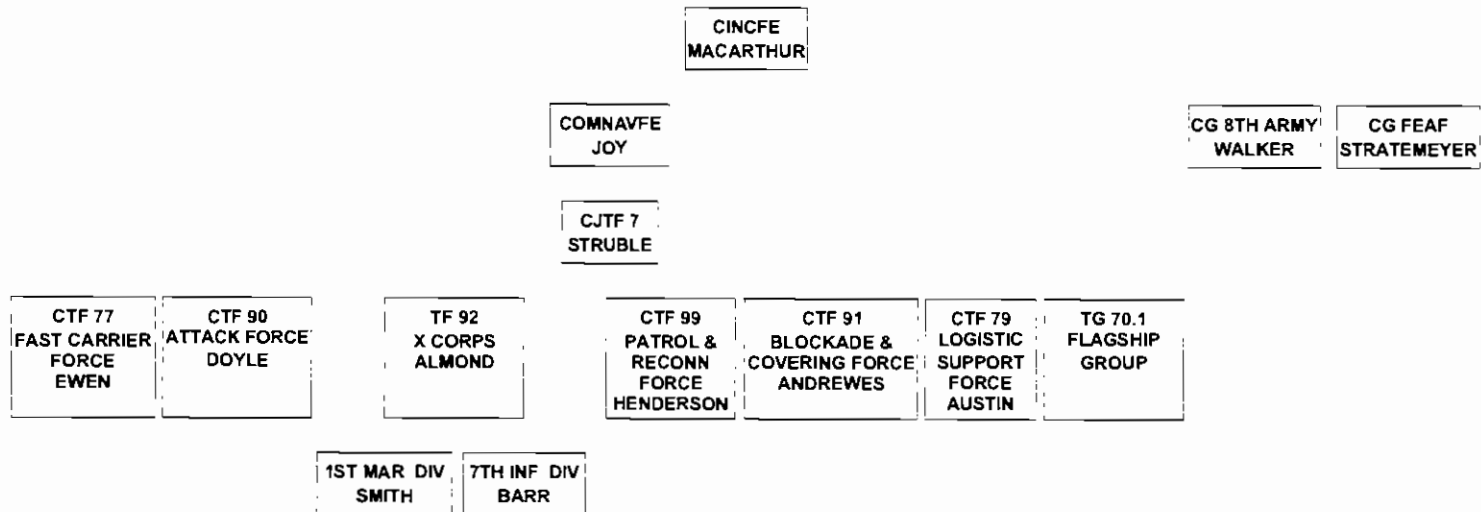 CINCFE
MACARTHUR
COMNAVFE
JOY
CG 8TH ARMY
WALKER
CG FEAF
STRATEMEYER
CJTF 7
STRUBLE
CTF 77
FAST CARRIER
FORCE
EWEN
CTF 90
ATTACK FORCE
DOYLE
TF 92
X CORPS
ALMOND
CTF 99
PATROL &
RECONN
FORCE
HENDERSON
CTF 91
BLOCKADE &
COVERING FORCE
ANDREWES
CTF 79
LOGISTIC
SUPPORT
FORCE
AUSTIN
TG 70.1
FLAGSHIP
GROUP
1ST MAR DIV
SMITH
7TH INF DIV
BARR